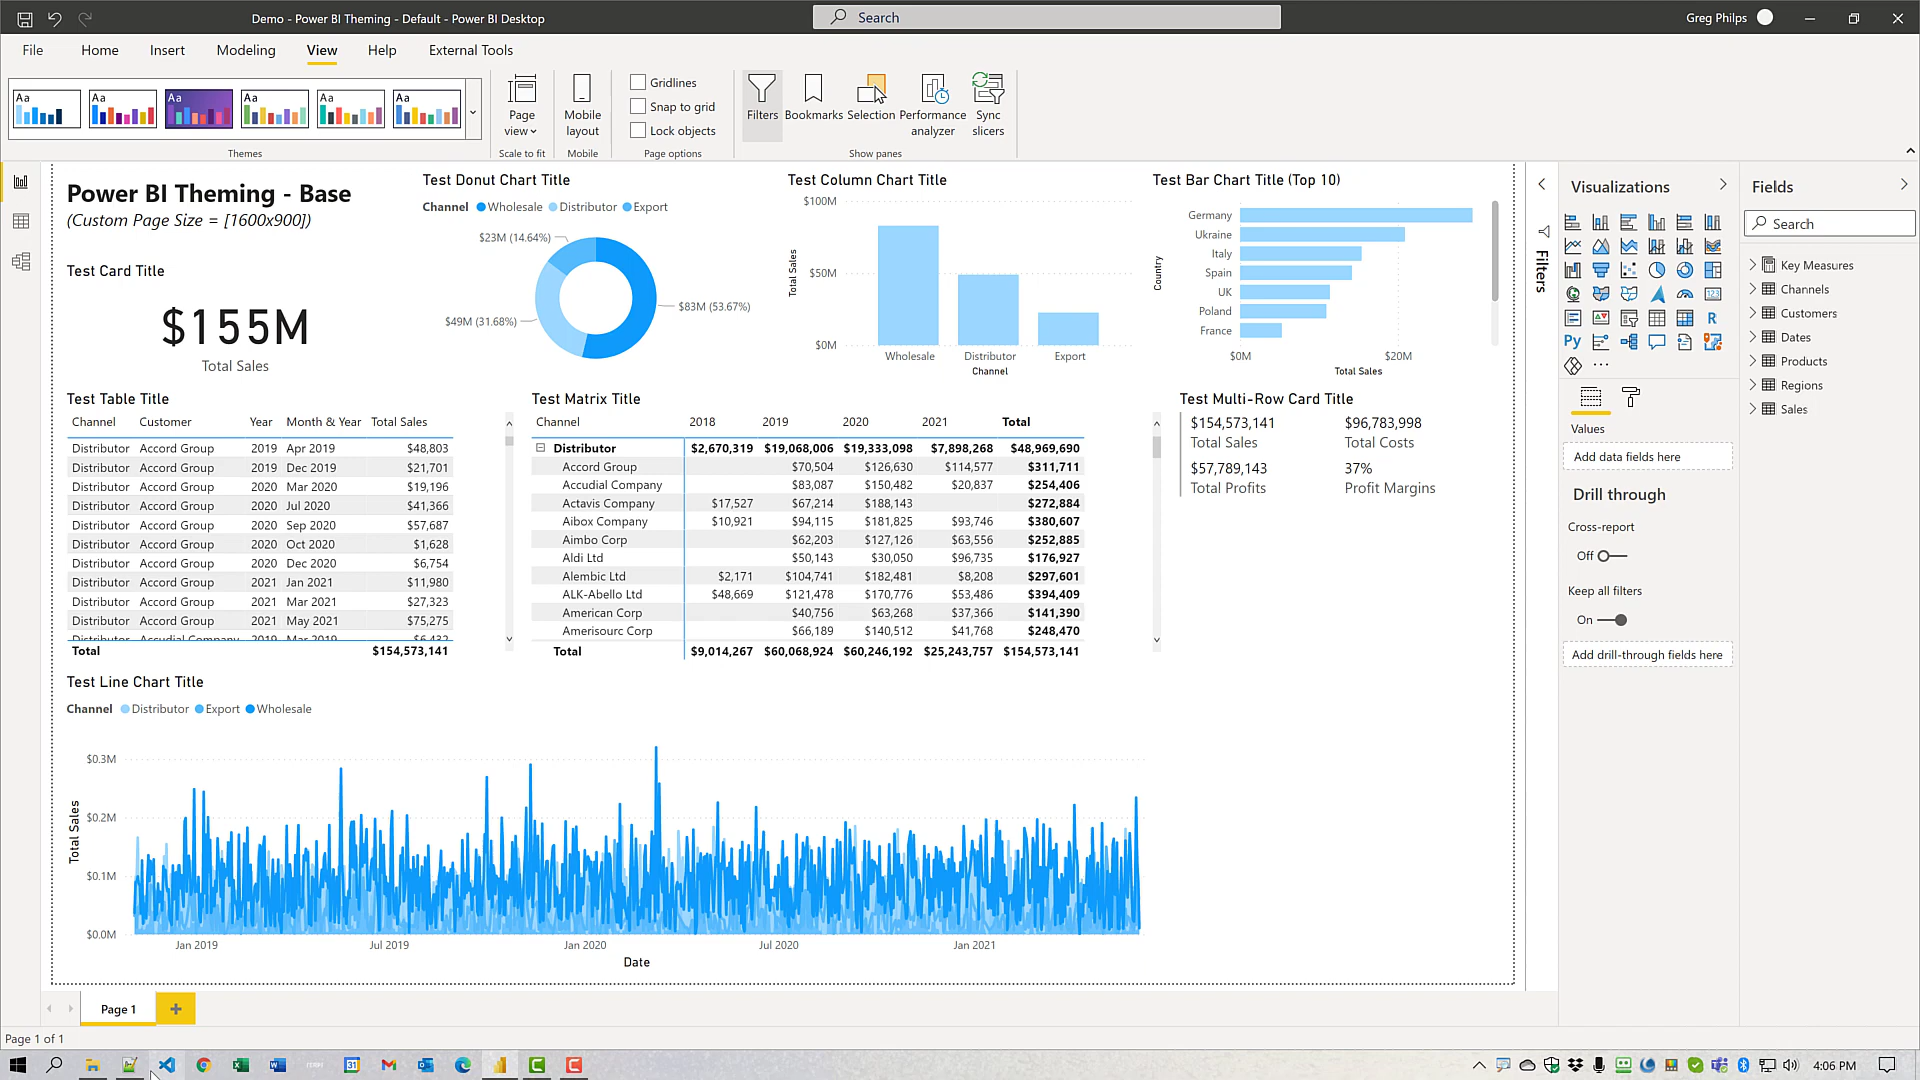 Demo - Power BI Theming - Default - Power BI Desktop
Search
Greg Philps
File Home Insert Modeling View Help External Tools
Aa Aa Aa Aa Aa Aa
Themes
Page view
Scale to fit
Mobile layout
Mobile
Gridlines
Snap to grid
Lock objects
Page options
Filters
Bookmarks
Selection
Performance analyzer
Sync slicers
Show panes
Power BI Theming - Base
(Custom Page Size = [1600x900])
Test Card Title
$155M
Total Sales
Test Donut Chart Title
Channel Wholesale Distributor Export
$23M (14.64%)
$83M (53.67%)
$49M (31.68%)
Test Column Chart Title
$100M
$50M
$0M
Total Sales
Wholesale Distributor Export
Channel
Test Bar Chart Title (Top 10)
Country
Germany
Ukraine
Italy
Spain
UK
Poland
France
$0M $20M
Total Sales
Test Table Title
Channel Customer Year Month & Year Total Sales
Distributor Accord Group 2019 Apr 2019 $48,803
Distributor Accord Group 2019 Dec 2019 $21,701
Distributor Accord Group 2020 Mar 2020 $19,196
Distributor Accord Group 2020 Jul 2020 $41,366
Distributor Accord Group 2020 Sep 2020 $57,687
Distributor Accord Group 2020 Oct 2020 $1,628
Distributor Accord Group 2020 Dec 2020 $6,754
Distributor Accord Group 2021 Jan 2021 $11,980
Distributor Accord Group 2021 Mar 2021 $27,323
Distributor Accord Group 2021 May 2021 $75,275
Distributor Accudial Company 2019 Mar 2019 $6,432
Total $154,573,141
Test Matrix Title
Channel 2018 2019 2020 2021 Total
Distributor $2,670,319 $19,068,006 $19,333,098 $7,898,268 $48,969,690
Accord Group $70,504 $126,630 $114,577 $311,711
Accudial Company $83,087 $150,482 $20,837 $254,406
Actavis Company $17,527 $67,214 $188,143 $272,884
Aibox Company $10,921 $94,115 $181,825 $93,746 $380,607
Aimbo Corp $62,203 $127,126 $63,556 $252,885
Aldi Ltd $50,143 $30,050 $96,735 $176,927
Alembic Ltd $2,171 $104,741 $182,481 $8,208 $297,601
ALK-Abello Ltd $48,669 $121,478 $170,776 $53,486 $394,409
American Corp $40,756 $63,268 $37,366 $141,390
Amerisourc Corp $66,189 $140,512 $41,768 $248,470
Total $9,014,267 $60,068,924 $60,246,192 $25,243,757 $154,573,141
Test Multi-Row Card Title
$154,573,141 $96,783,998
Total Sales Total Costs
$57,789,143 37%
Total Profits Profit Margins
Test Line Chart Title
Channel Distributor Export Wholesale
$0.3M
$0.2M
$0.1M
$0.0M
Total Sales
Jan 2019 Jul 2019 Jan 2020 Jul 2020 Jan 2021
Date
Filters
Visualizations
123
R
Py
Values
Add data fields here
Drill through
Cross-report
Off
Keep all filters
On
Add drill-through fields here
Fields
Search
Key Measures
Channels
Customers
Dates
Products
Regions
Sales
Page 1
Page 1 of 1
31
4:06 PM